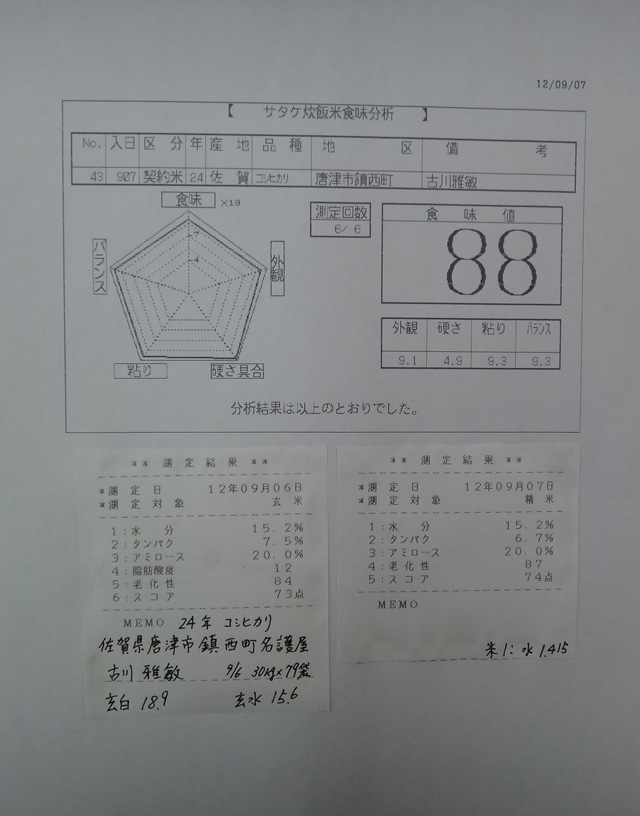 12/09/07
【 サタケ炊飯米食味分析 】
No. 入日 区分 年 産地 品種 地区 備考
43 907 契約米 24 佐賀 コシヒカリ 唐津市鎮西町 古川雅敏
食味 ×10
7
4
バランス
外観
粘り
硬さ具合
測定回数
6/ 6
食味値
88
外観 硬さ 粘り バランス
9.1 4.9 9.3 9.3
分析結果は以上のとおりでした。
** 測定結果 **
*測定日 12年09月06日
*測定対象 玄米
1:水分 15.2%
2:タンパク 7.5%
3:アミロース 20.0%
4:脂肪酸度 12
5:老化性 84
6:スコア 73点
MEMO 24年 コシヒカリ
佐賀県唐津市鎮西町名護屋
古川 雅敏 9/6 30kg×79袋
玄白 18.9 玄水 15.6
** 測定結果 **
*測定日 12年09月07日
*測定対象 精米
1:水分 15.2%
2:タンパク 6.7%
3:アミロース 20.0%
4:老化性 87
5:スコア 74点
MEMO
米1:水1.415